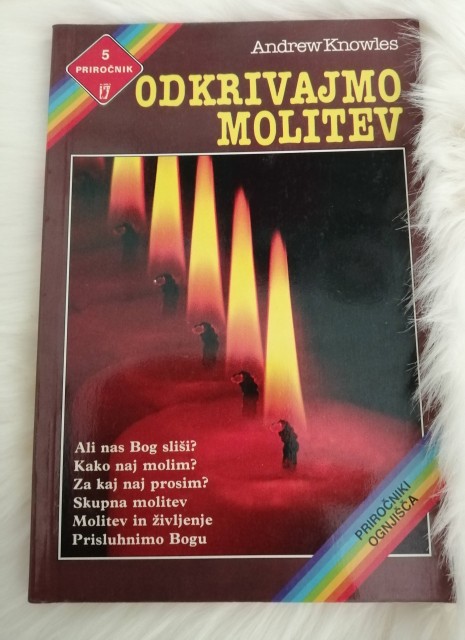 5
PRIROČNIK
Andrew Knowles
ODKRIVAJMO
MOLITEV
Ali nas Bog sliši?
Kako naj molim?
Za kaj naj prosim?
Skupna molitev
Molitev in življenje
Prisluhnimo Bogu
PRIROČNIKI
OGNJIŠČA